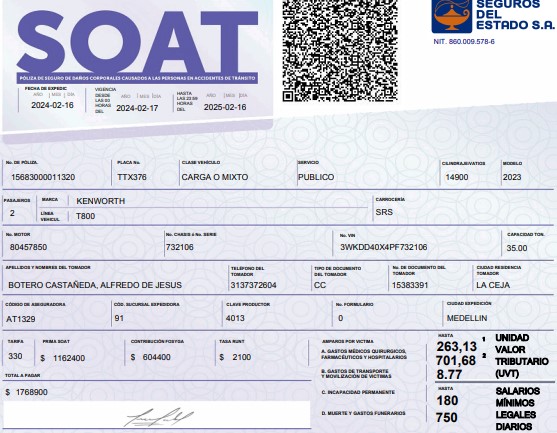 SOAT
SEGUROS
DEL
ESTADO S.A.
NIT. 860.009.578-6
PÓLIZA DE SEGURO DE DAÑOS CORPORALES CAUSADOS A LAS PERSONAS EN ACCIDENTES DE TRÁNSITO
FECHA DE EXPEDIC
AÑO | MES | DÍA
2024-02-16
VIGENCIA
DESDE
LAS 00
HORAS
DEL
AÑO | MES | DÍA
2024-02-17
HASTA
LAS 23:59
HORAS
DEL
AÑO | MES | DÍA
2025-02-16
No. DE PÓLIZA.
15683000011320
PLACA No.
TTX376
CLASE VEHÍCULO
CARGA O MIXTO
SERVICIO
PUBLICO
CILINDRAJE/VATIOS
14900
MODELO
2023
PASAJEROS
2
MARCA
KENWORTH
LÍNEA
VEHICUL
T800
CARROCERÍA
SRS
No. MOTOR
80457850
No. CHASIS ó No. SERIE
732106
No. VIN
3WKDD40X4PF732106
CAPACIDAD TON.
35.00
APELLIDOS Y NOMBRES DEL TOMADOR
BOTERO CASTAÑEDA, ALFREDO DE JESUS
TELÉFONO DEL
TOMADOR
3137372604
TIPO DE DOCUMENTO
DEL TOMADOR
CC
No. DE DOCUMENTO DEL
TOMADOR
15383391
CIUDAD RESIDENCIA
TOMADOR
LA CEJA
CÓDIGO DE ASEGURADORA
AT1329
CÓD. SUCURSAL EXPEDIDORA
91
CLAVE PRODUCTOR
4013
No. FORMULARIO
0
CIUDAD EXPEDICIÓN
MEDELLIN
TARIFA
330
PRIMA SOAT
$ 1162400
CONTRIBUCIÓN FOSYGA
$ 604400
TASA RUNT
$ 2100
TOTAL A PAGAR
$ 1768900
AMPAROS POR VICTIMA
A. GASTOS MÉDICOS QUIRURGICOS,
FARMACÉUTICOS Y HOSPITALARIOS
B. GASTOS DE TRANSPORTE
Y MOVILIZACION DE VICTIMAS
C. INCAPACIDAD PERMANENTE
D. MUERTE Y GASTOS FUNERARIOS
HASTA
263,13 1
701,68 2
8.77
UNIDAD
VALOR
TRIBUTARIO
(UVT)
HASTA
180
750
SALARIOS
MÍNIMOS
LEGALES
DIARIOS